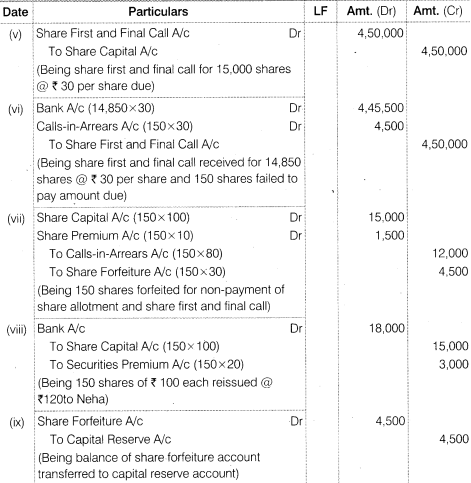 Date Particulars LF Amt. (Dr) Amt. (Cr)
(v) Share First and Final Call A/c Dr 4,50,000
To Share Capital A/c 4,50,000
(Being share first and final call for 15,000 shares
@ ₹ 30 per share due)
(vi) Bank A/c (14,850×30) Dr 4,45,500
Calls-in-Arrears A/c (150×30) Dr 4,500
To Share First and Final Call A/c 4,50,000
(Being share first and final call received for 14,850
shares @ ₹ 30 per share and 150 shares failed to
pay amount due)
(vii) Share Capital A/c (150×100) Dr 15,000
Share Premium A/c (150×10) Dr 1,500
To Calls-in-Arrears A/c (150×80) 12,000
To Share Forfeiture A/c (150×30) 4,500
(Being 150 shares forfeited for non-payment of
share allotment and share first and final call)
(viii) Bank A/c Dr 18,000
To Share Capital A/c (150×100) 15,000
To Securities Premium A/c (150×20) 3,000
(Being 150 shares of ₹ 100 each reissued @
₹120to Neha)
(ix) Share Forfeiture A/c Dr 4,500
To Capital Reserve A/c 4,500
(Being balance of share forfeiture account
transferred to capital reserve account)